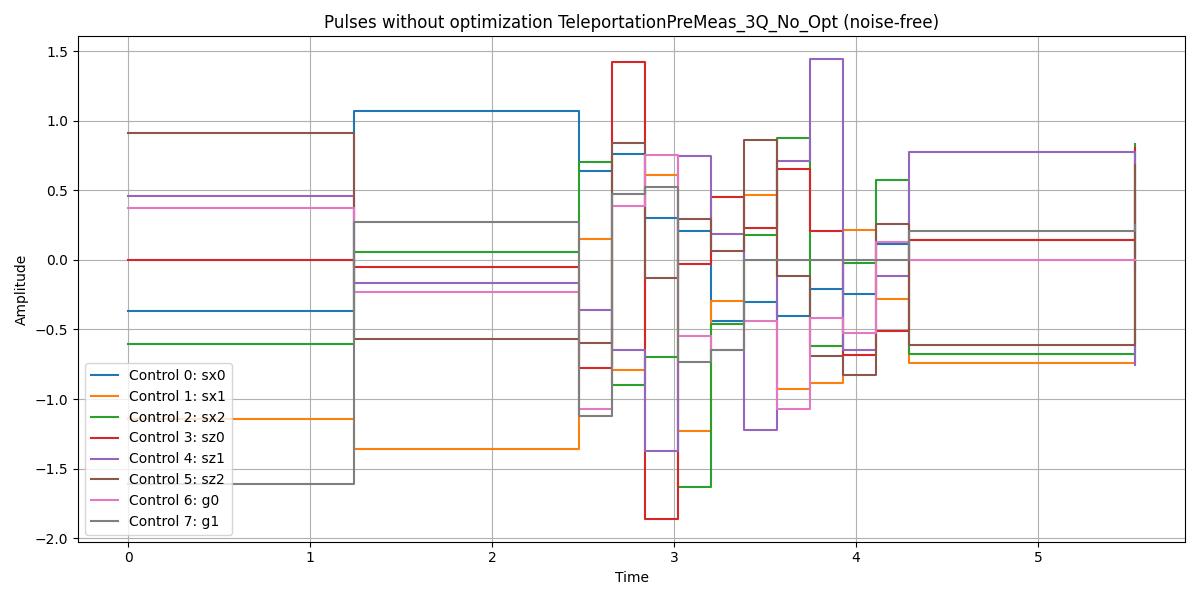 Pulses without optimization TeleportationPreMeas_3Q_No_Opt (noise-free)
1.5
1.0
0.5
0.0
−0.5
−1.0
−1.5
−2.0
Amplitude
Control 0: sx0
Control 1: sx1
Control 2: sx2
Control 3: sz0
Control 4: sz1
Control 5: sz2
Control 6: g0
Control 7: g1
0 1 2 3 4 5
Time